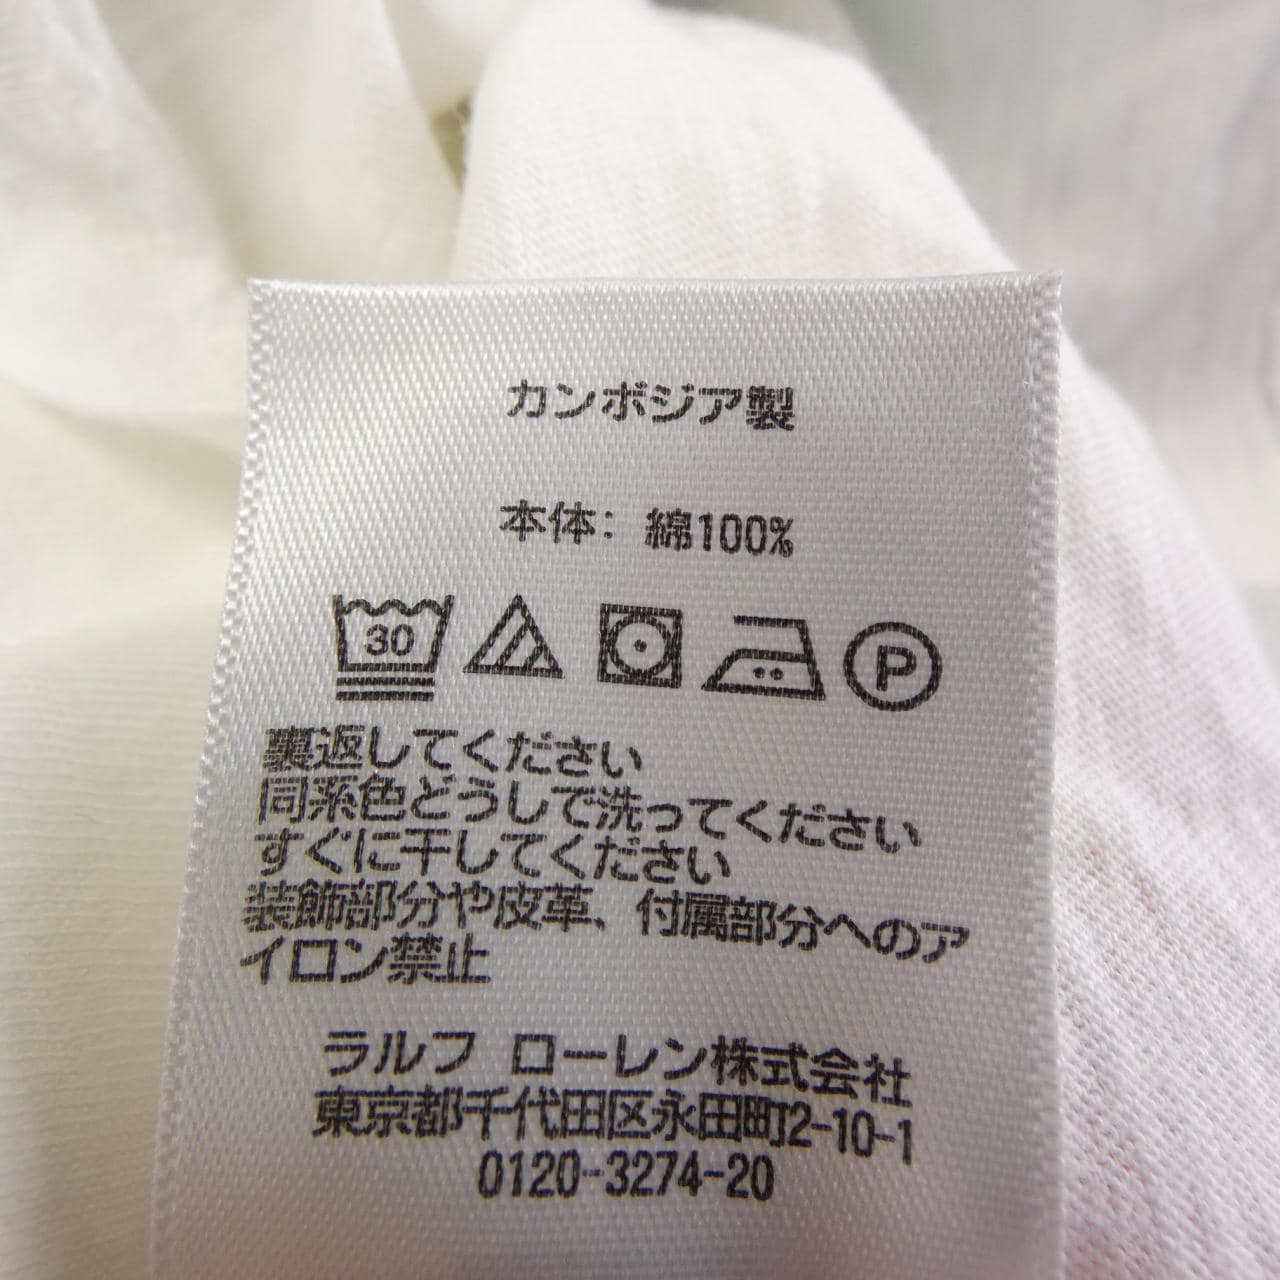 カンボジア製
本体: 綿100%
30 P
裏返してください
同系色どうしで洗ってください
すぐに干してください
装飾部分や皮革、付属部分へのア
イロン禁止
ラルフ ローレン株式会社
東京都千代田区永田町2-10-1
0120-3274-20